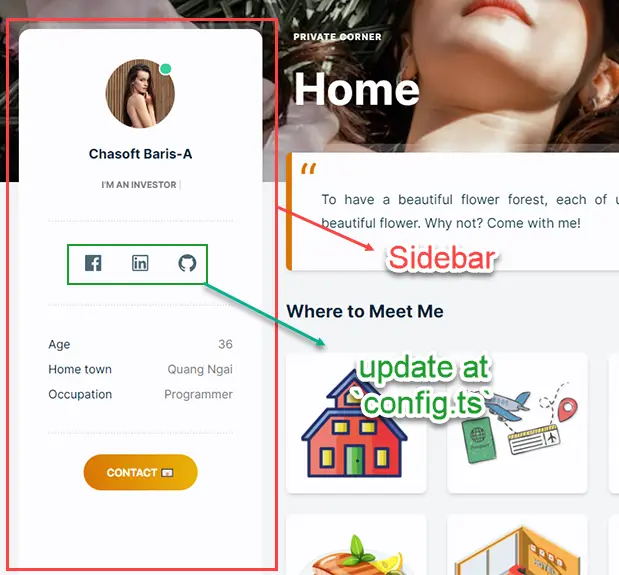 PRIVATE CORNER
Home
Chasoft Baris-A
I'M AN INVESTOR
Age 36
Home town Quang Ngai
Occupation Programmer
CONTACT
“
To have a beautiful flower forest, each of u
beautiful flower. Why not? Come with me!
Sidebar
Where to Meet Me
update at
`config.ts`